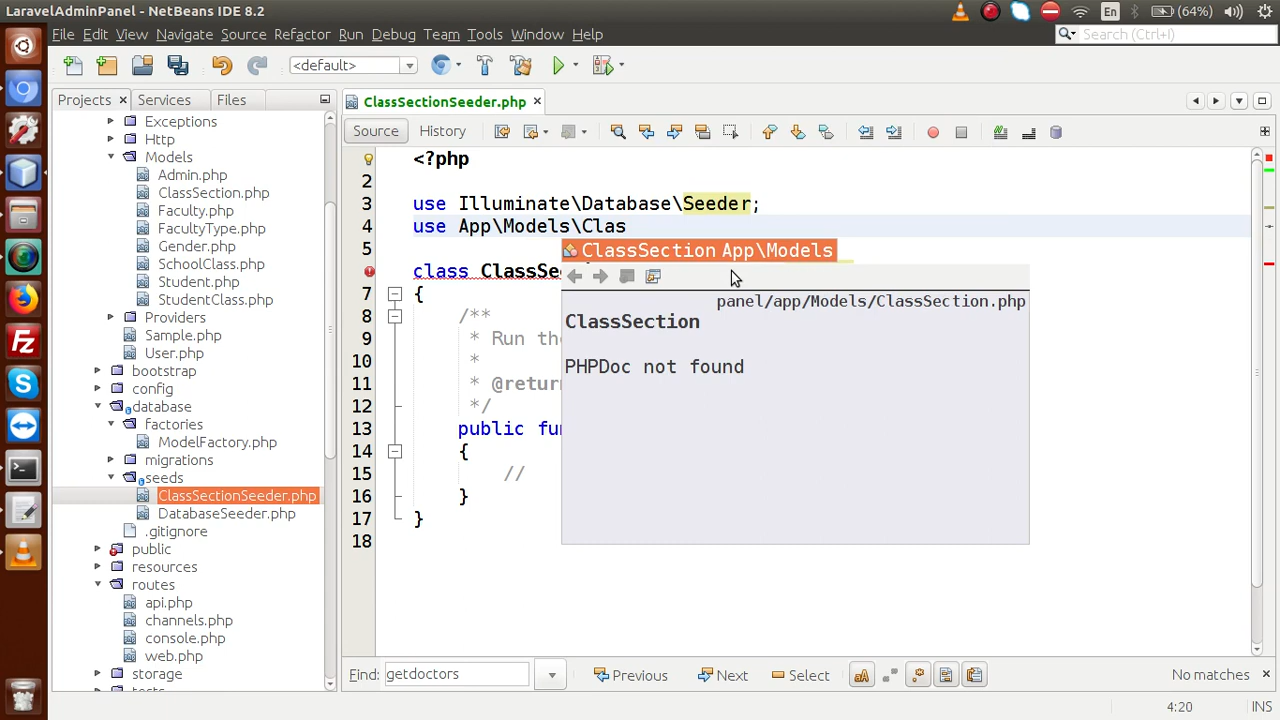 LaravelAdminPanel - NetBeans IDE 8.2
En
(64%)
File Edit View Navigate Source Refactor Run Debug Team Tools Window Help
Search (Ctrl+I)
<default>
Projects
Services
Files
ClassSectionSeeder.php
Source
History
Exceptions
Http
Models
Admin.php
ClassSection.php
Faculty.php
FacultyType.php
Gender.php
SchoolClass.php
Student.php
StudentClass.php
Providers
Sample.php
User.php
bootstrap
config
database
factories
ModelFactory.php
migrations
seeds
ClassSectionSeeder.php
DatabaseSeeder.php
.gitignore
public
resources
routes
api.php
channels.php
console.php
web.php
storage
<?php
2
3 use Illuminate\Database\Seeder;
4 use App\Models\Clas
5
class ClassSe
7 {
8 /**
9 * Run the
10 *
11 * @return
12 */
13 public fun
14 {
15 //
16 }
17 }
18
ClassSection App\Models
panel/app/Models/ClassSection.php
ClassSection
PHPDoc not found
Find: getdoctors
Previous
Next
Select
aA
No matches
4:20
INS